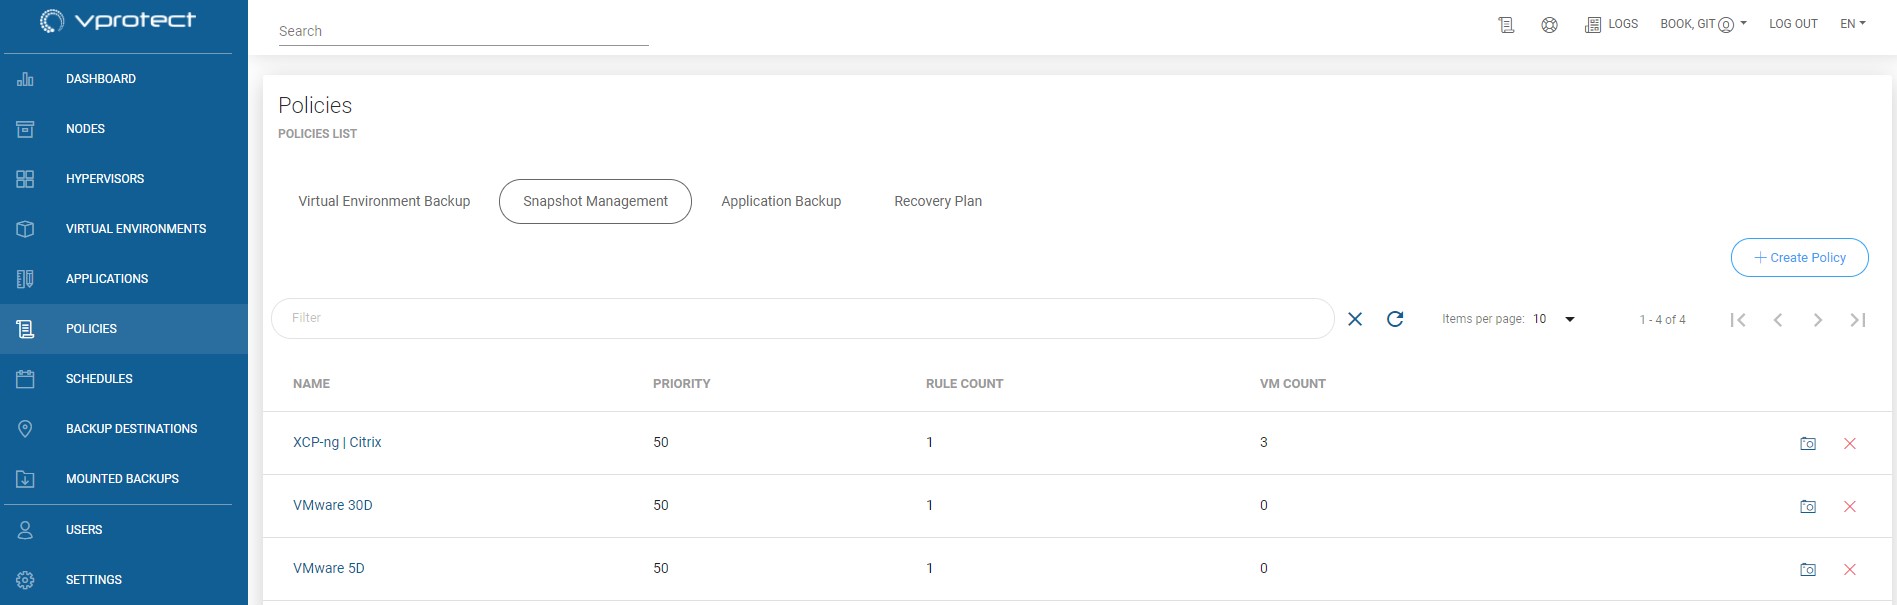 vprotect
DASHBOARD
NODES
HYPERVISORS
VIRTUAL ENVIRONMENTS
APPLICATIONS
POLICIES
SCHEDULES
BACKUP DESTINATIONS
MOUNTED BACKUPS
USERS
SETTINGS
Search
LOGS BOOK, GIT LOG OUT EN
Policies
POLICIES LIST
Virtual Environment Backup Snapshot Management Application Backup Recovery Plan
Create Policy
Filter Items per page: 10 1 - 4 of 4
NAME PRIORITY RULE COUNT VM COUNT
XCP-ng | Citrix 50 1 3
VMware 30D 50 1 0
VMware 5D 50 1 0